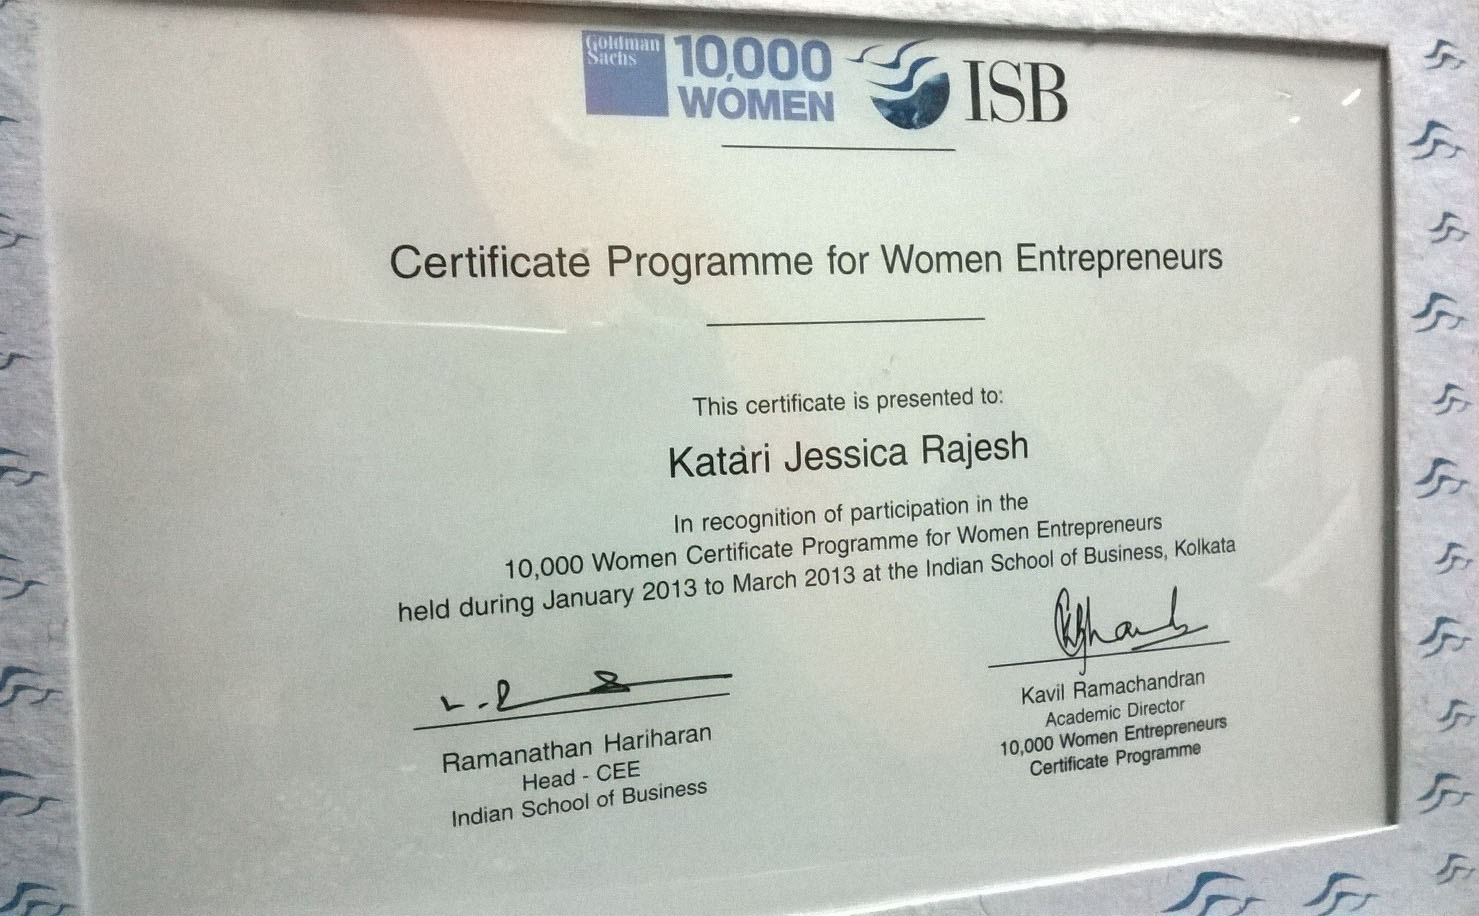 Goldman
Sachs
10,000
WOMEN
ISB
Certificate Programme for Women Entrepreneurs
This certificate is presented to:
Katari Jessica Rajesh
In recognition of participation in the
10,000 Women Certificate Programme for Women Entrepreneurs
held during January 2013 to March 2013 at the Indian School of Business, Kolkata
Ramanathan Hariharan
Head - CEE
Indian School of Business
Kavil Ramachandran
Academic Director
10,000 Women Entrepreneurs
Certificate Programme